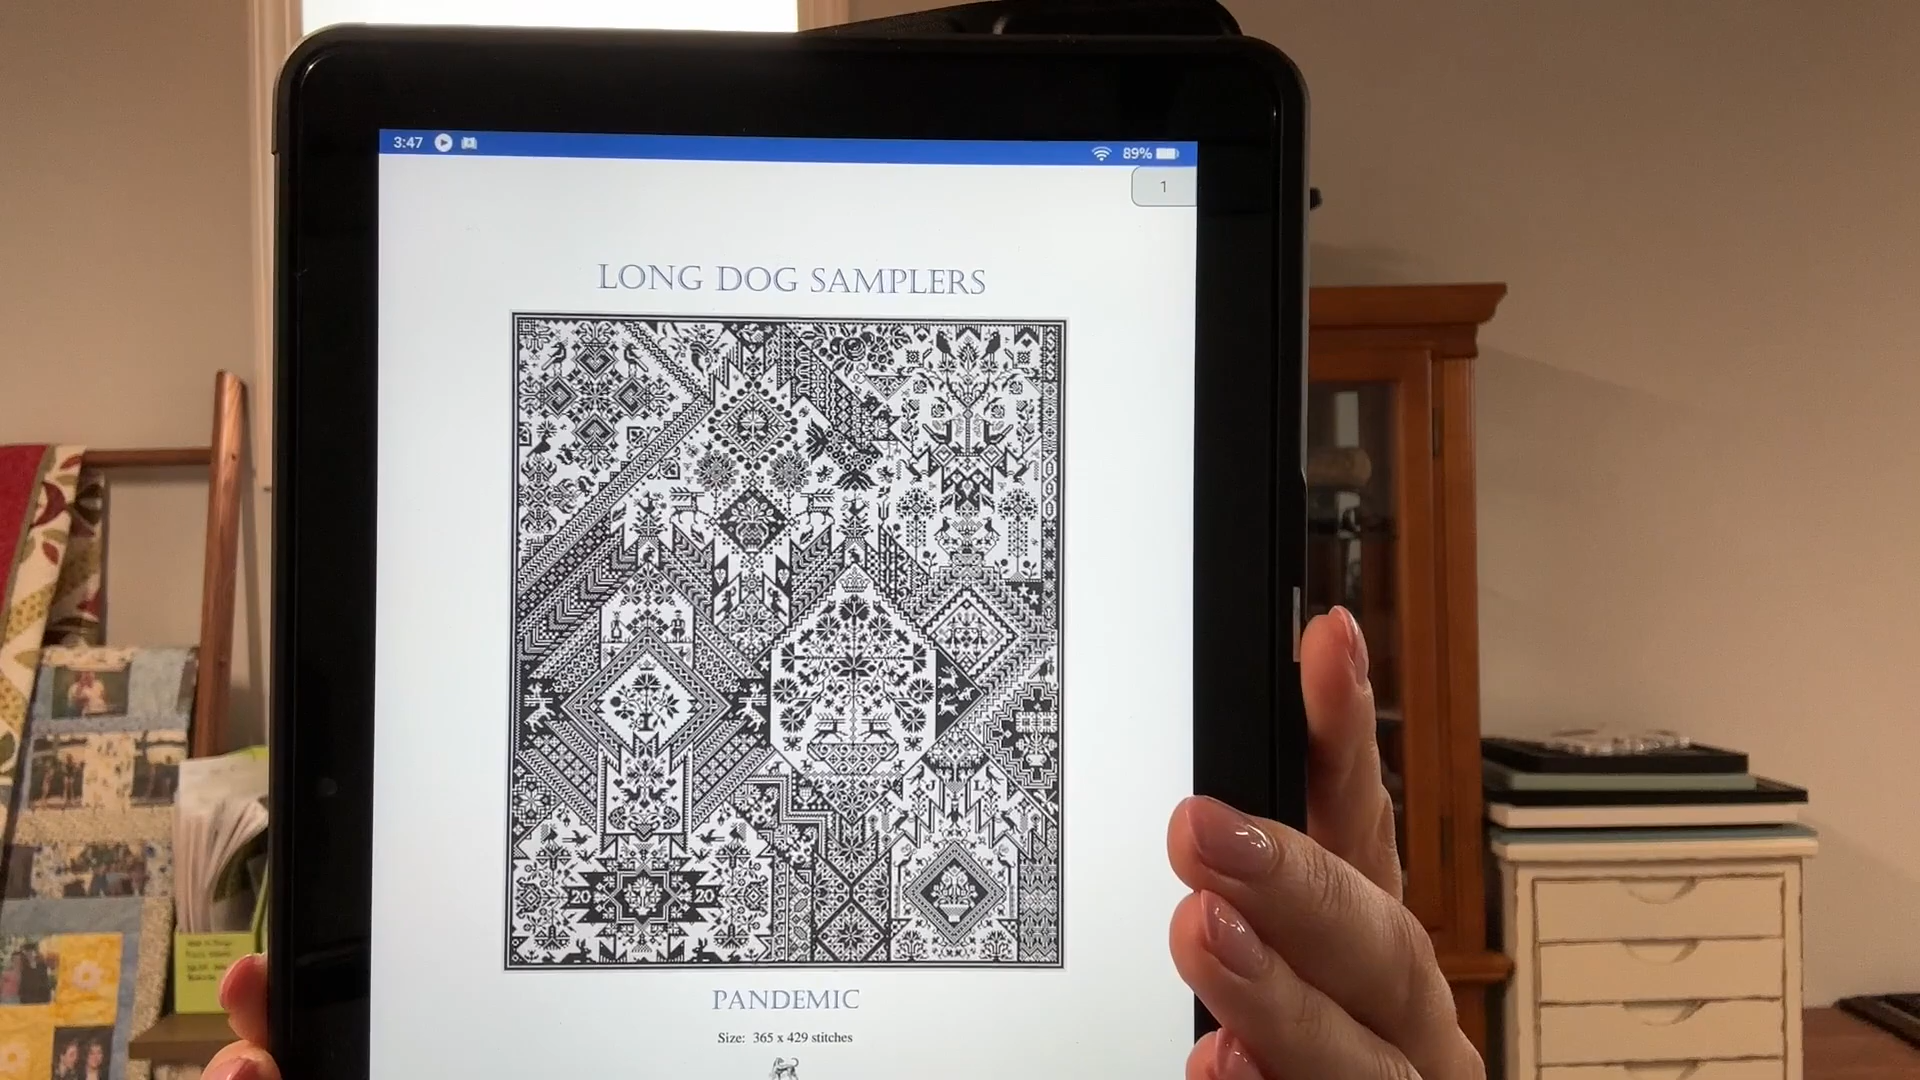 3:47
89%
1
LONG DOG SAMPLERS
J L
20 20
PANDEMIC
Size: 365 x 429 stitches